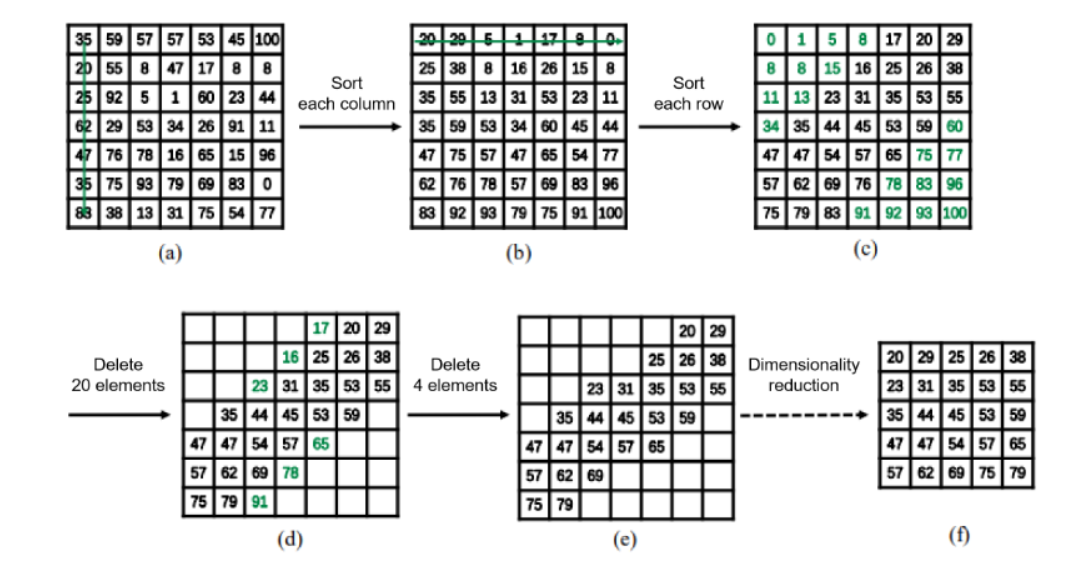 35 59 57 57 53 45 100
20 55 8 47 17 8 8
25 92 5 1 60 23 44
62 29 53 34 26 91 11
47 76 78 16 65 15 96
35 75 93 79 69 83 0
83 38 13 31 75 54 77
(a)
Sort
each column
20 29 5 1 17 8 0
25 38 8 16 26 15 8
35 55 13 31 53 23 11
35 59 53 34 60 45 44
47 75 57 47 65 54 77
62 76 78 57 69 83 96
83 92 93 79 75 91 100
(b)
Sort
each row
0 1 5 8 17 20 29
8 8 15 16 25 26 38
11 13 23 31 35 53 55
34 35 44 45 53 59 60
47 47 54 57 65 75 77
57 62 69 76 78 83 96
75 79 83 91 92 93 100
(c)
Delete
20 elements
17 20 29
16 25 26 38
23 31 35 53 55
35 44 45 53 59
47 47 54 57 65
57 62 69 78
75 79 91
(d)
Delete
4 elements
20 29
25 26 38
23 31 35 53 55
35 44 45 53 59
47 47 54 57 65
57 62 69
75 79
(e)
Dimensionality
reduction
20 29 25 26 38
23 31 35 53 55
35 44 45 53 59
47 47 54 57 65
57 62 69 75 79
(f)